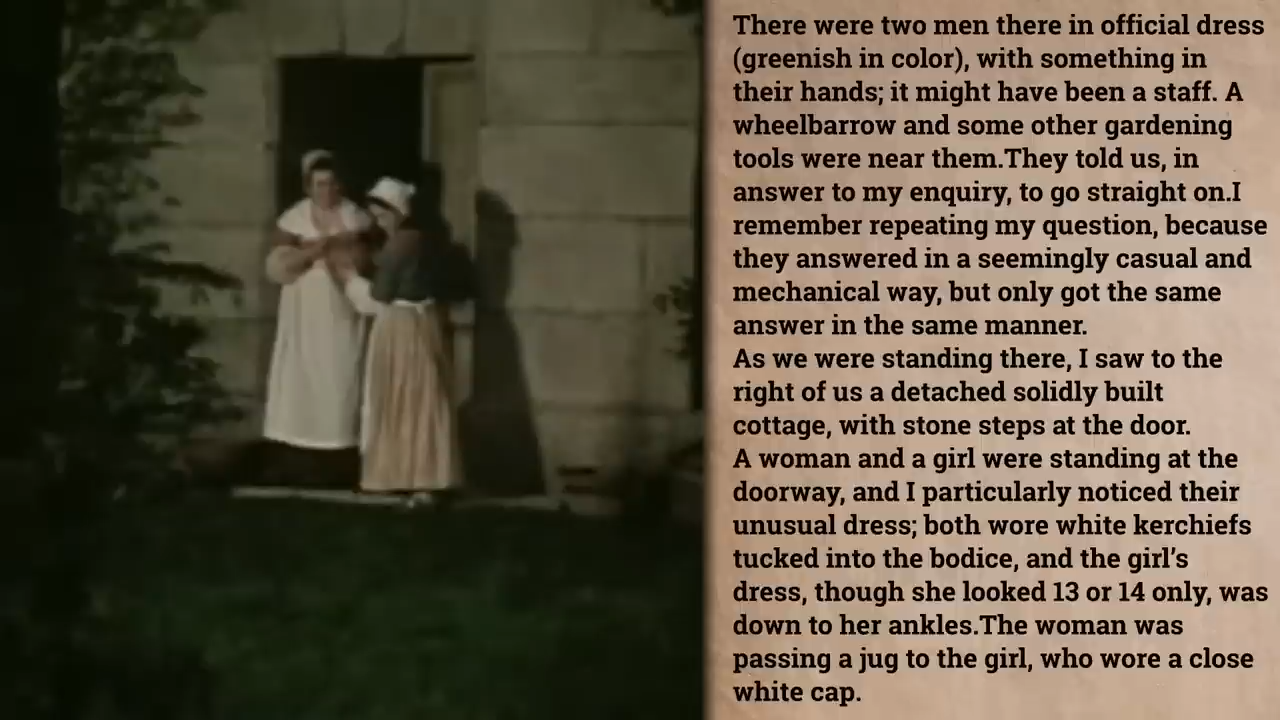 There were two men there in official dress
(greenish in color), with something in
their hands; it might have been a staff. A
wheelbarrow and some other gardening
tools were near them.They told us, in
answer to my enquiry, to go straight on.I
remember repeating my question, because
they answered in a seemingly casual and
mechanical way, but only got the same
answer in the same manner.
As we were standing there, I saw to the
right of us a detached solidly built
cottage, with stone steps at the door.
A woman and a girl were standing at the
doorway, and I particularly noticed their
unusual dress; both wore white kerchiefs
tucked into the bodice, and the girl's
dress, though she looked 13 or 14 only, was
down to her ankles.The woman was
passing a jug to the girl, who wore a close
white cap.